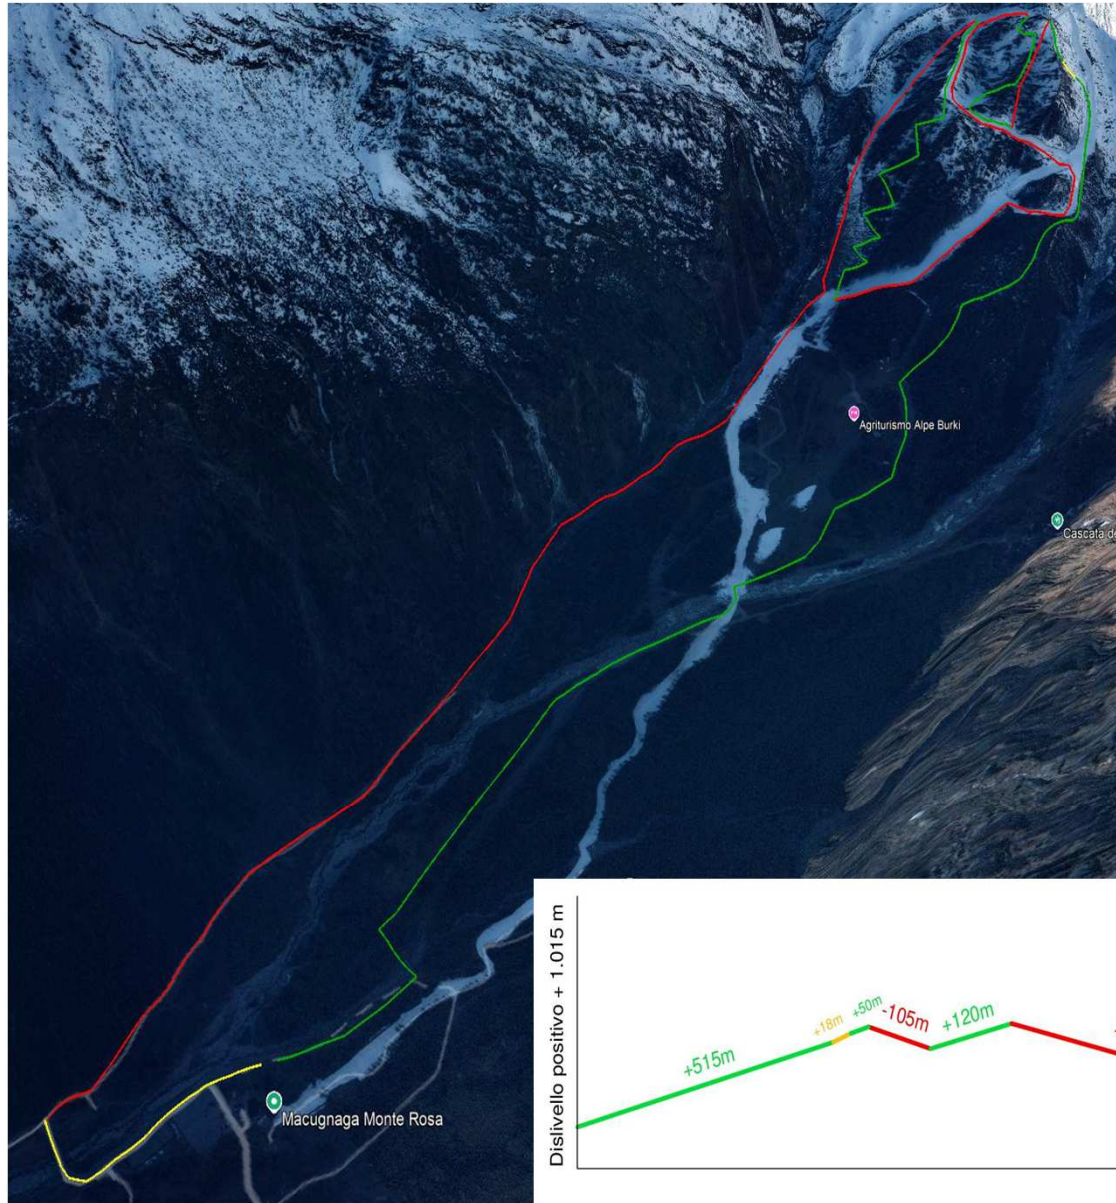 Agriturismo Alpe Burki
Cascata de
Macugnaga Monte Rosa
Dislivello positivo + 1.015 m
+515m
+18m
+50m
-105m
+120m